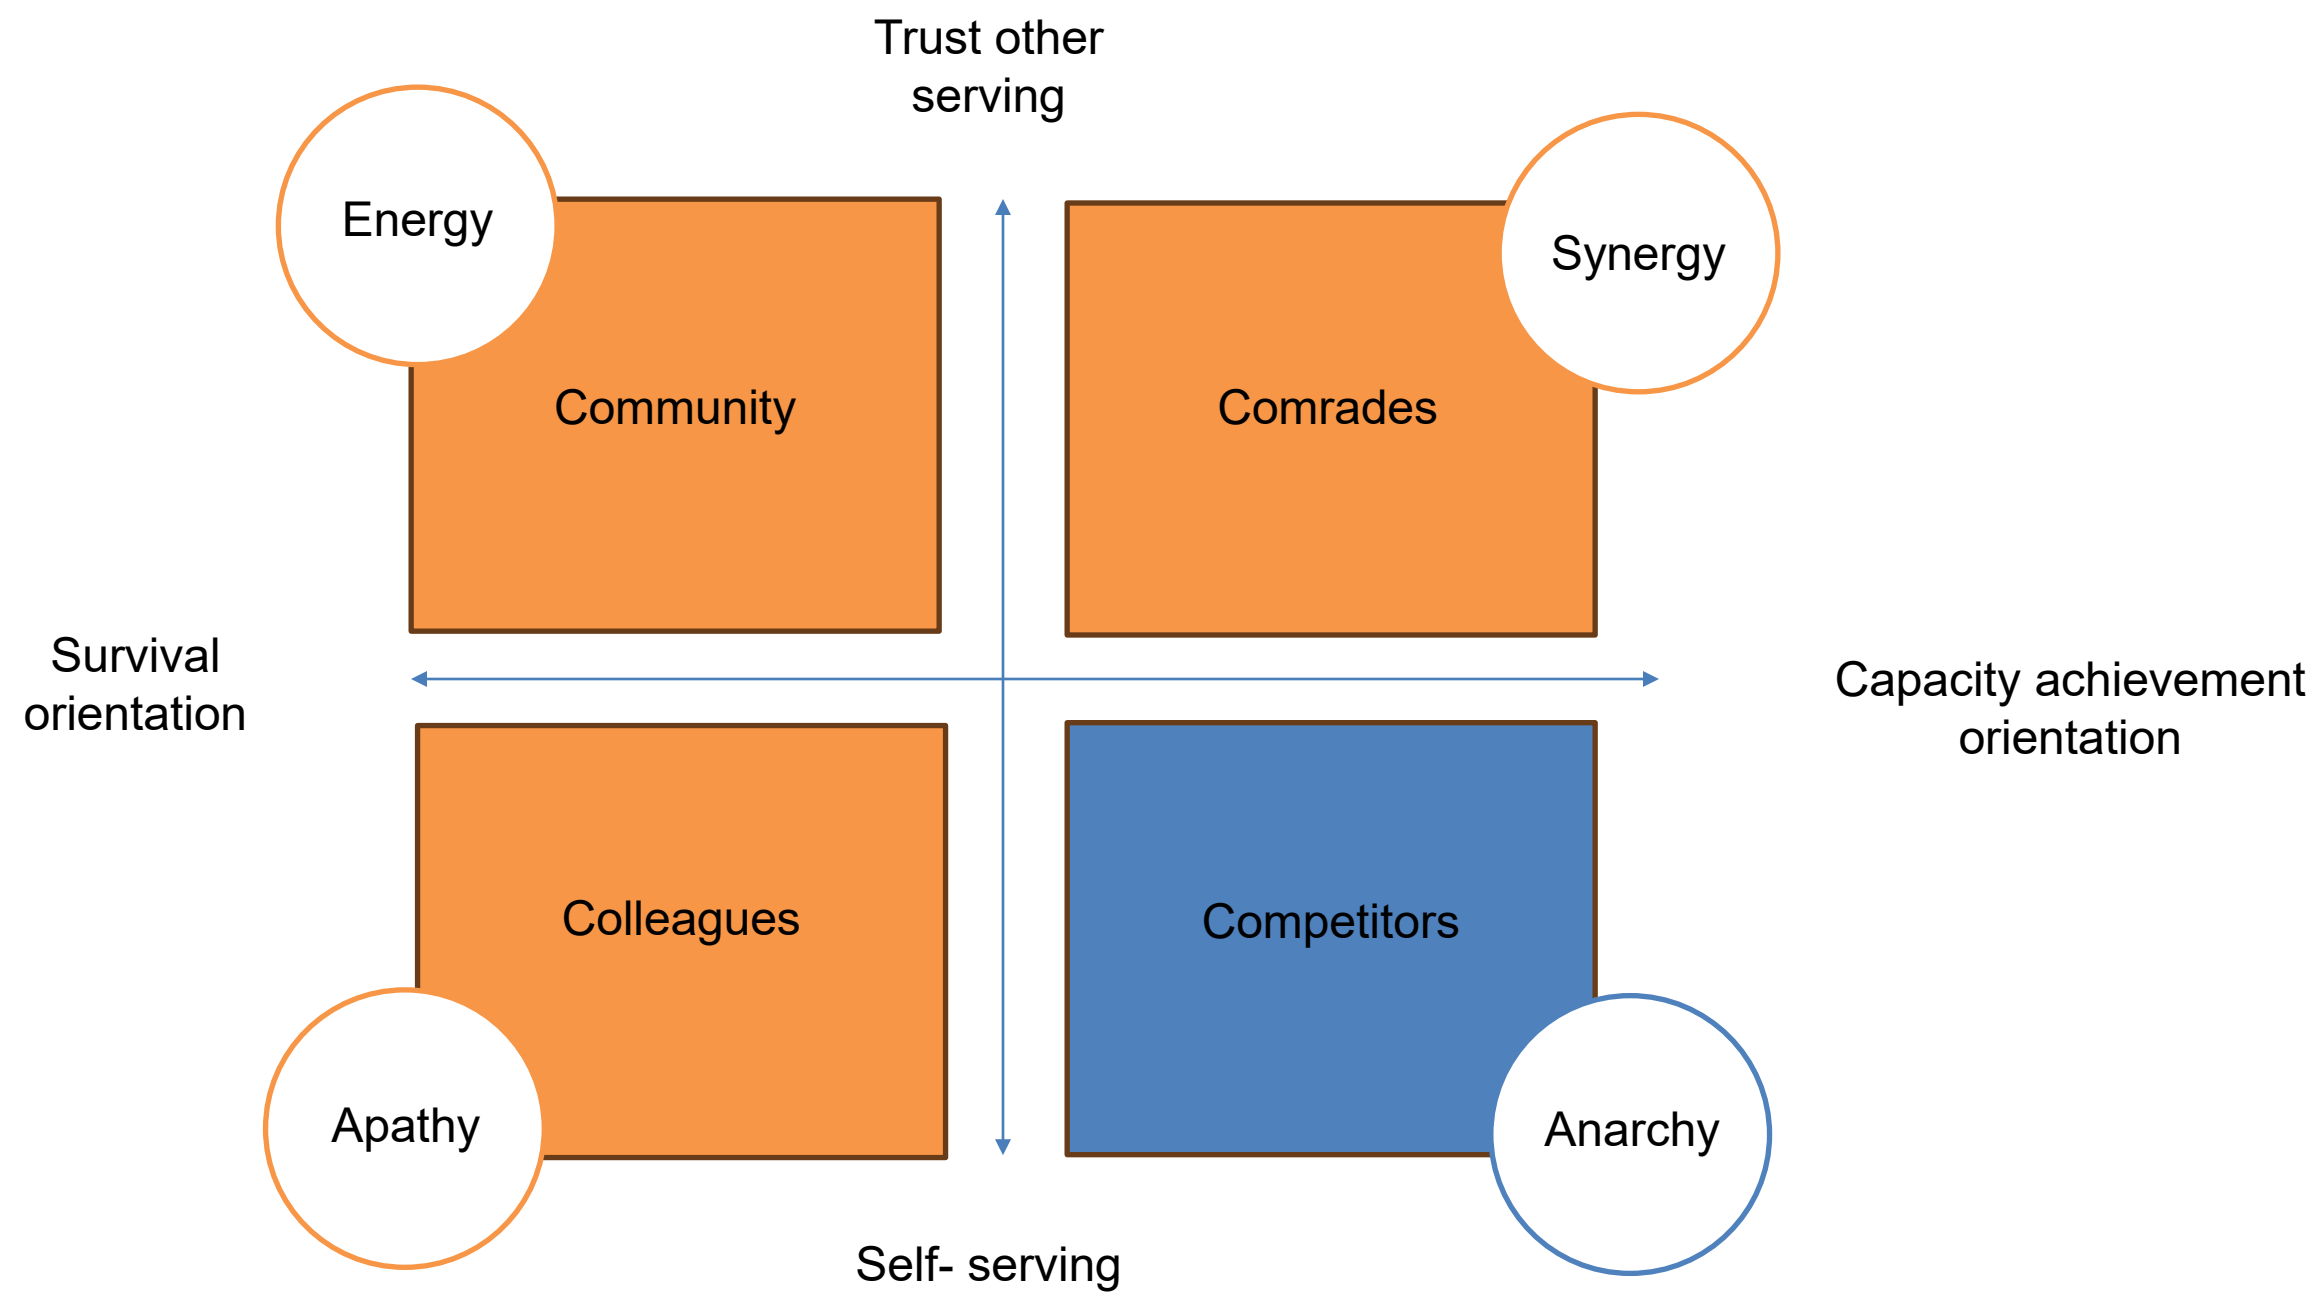 Trust other
serving
Energy
Synergy
Community
Comrades
Survival
orientation
Capacity achievement
orientation
Colleagues
Competitors
Apathy
Anarchy
Self- serving